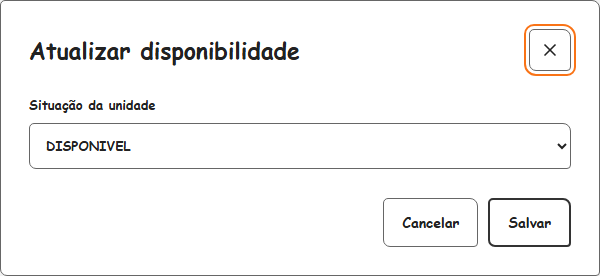 Atualizar disponibilidade
Situação da unidade
DISPONIVEL
Cancelar
Salvar